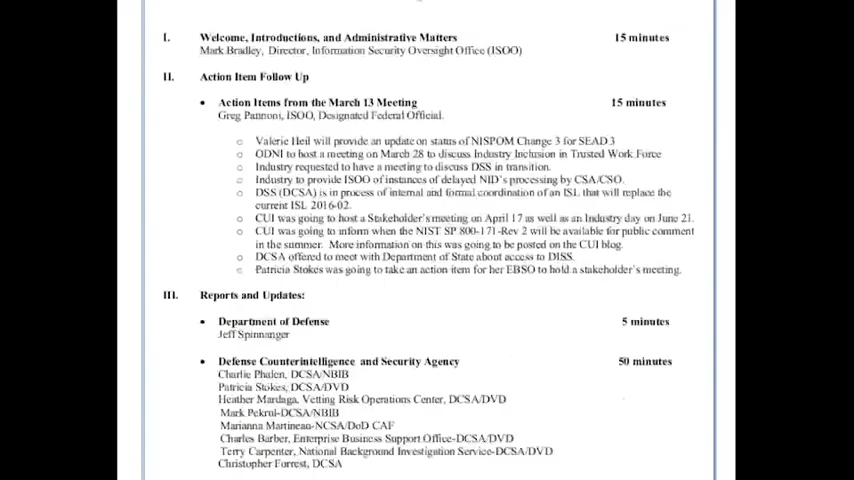 I. Welcome, Introductions, and Administrative Matters 15 minutes
Mark Bradley, Director, Information Security Oversight Office (ISOO)
II. Action Item Follow Up
• Action Items from the March 13 Meeting 15 minutes
Greg Pannoni, ISOO, Designated Federal Official.
o Valerie Heil will provide an update on status of NISPOM Change 3 for SEAD 3
o ODNI to host a meeting on March 28 to discuss Industry Inclusion in Trusted Work Force
o Industry requested to have a meeting to discuss DSS in transition.
o Industry to provide ISOO of instances of delayed NID's processing by CSA/CSO.
o DSS (DCSA) is in process of internal and formal coordination of an ISL that will replace the
current ISL 2016-02.
o CUI was going to host a Stakeholder's meeting on April 17 as well as an Industry day on June 21.
o CUI was going to inform when the NIST SP 800-171-Rev 2 will be available for public comment
in the summer. More information on this was going to be posted on the CUI blog.
o DCSA offered to meet with Department of State about access to DISS.
o Patricia Stokes was going to take an action item for her EBSO to hold a stakeholder's meeting.
III. Reports and Updates:
• Department of Defense 5 minutes
Jeff Spinnanger
• Defense Counterintelligence and Security Agency 50 minutes
Charlie Phalen, DCSA/NBIB
Patricia Stokes, DCSA/DVD
Heather Mardaga, Vetting Risk Operations Center, DCSA/DVD
Mark Pekrul-DCSA/NBIB
Marianna Martineau-NCSA/DoD CAF
Charles Barber, Enterprise Business Support Office-DCSA/DVD
Terry Carpenter, National Background Investigation Service-DCSA/DVD
Christopher Forrest, DCSA